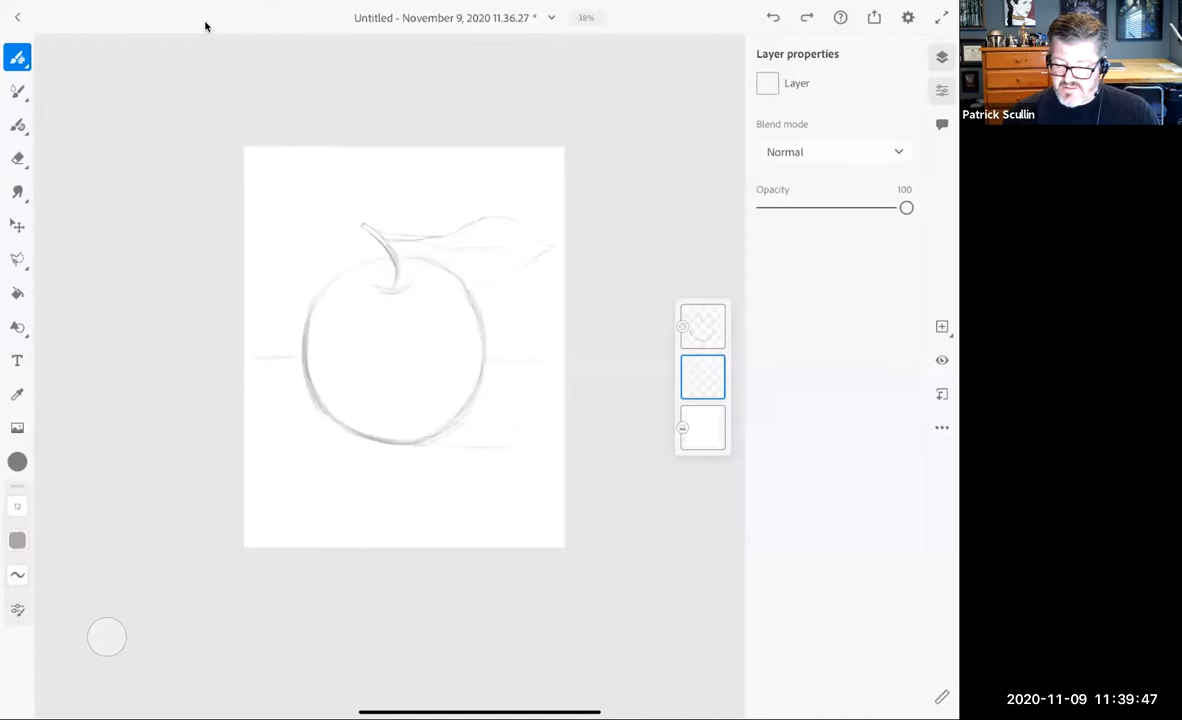 Untitled - November 9, 2020 11.36.27 *
38%
Layer properties
Layer
Blend mode
Normal
Opacity 100
T
12
Patrick Scullin
2020-11-09 11:39:47